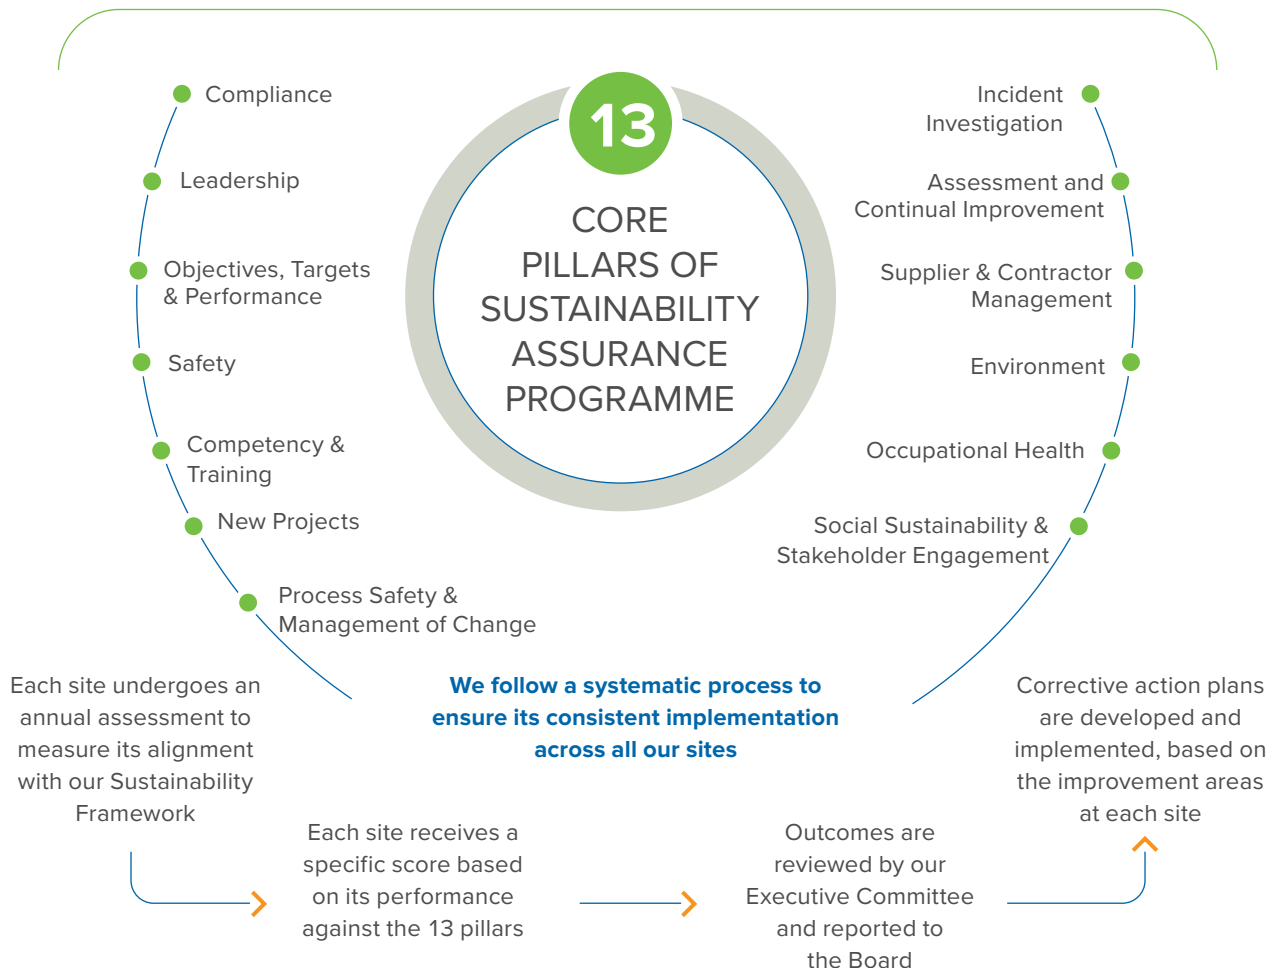 13
CORE
PILLARS OF
SUSTAINABILITY
ASSURANCE
PROGRAMME
Compliance
Leadership
Objectives, Targets
& Performance
Safety
Competency &
Training
New Projects
Process Safety &
Management of Change
Incident
Investigation
Assessment and
Continual Improvement
Supplier & Contractor
Management
Environment
Occupational Health
Social Sustainability &
Stakeholder Engagement
We follow a systematic process to
ensure its consistent implementation
across all our sites
Each site undergoes an
annual assessment to
measure its alignment
with our Sustainability
Framework
Each site receives a
specific score based
on its performance
against the 13 pillars
Outcomes are
reviewed by our
Executive Committee
and reported to
the Board
Corrective action plans
are developed and
implemented, based on
the improvement areas
at each site